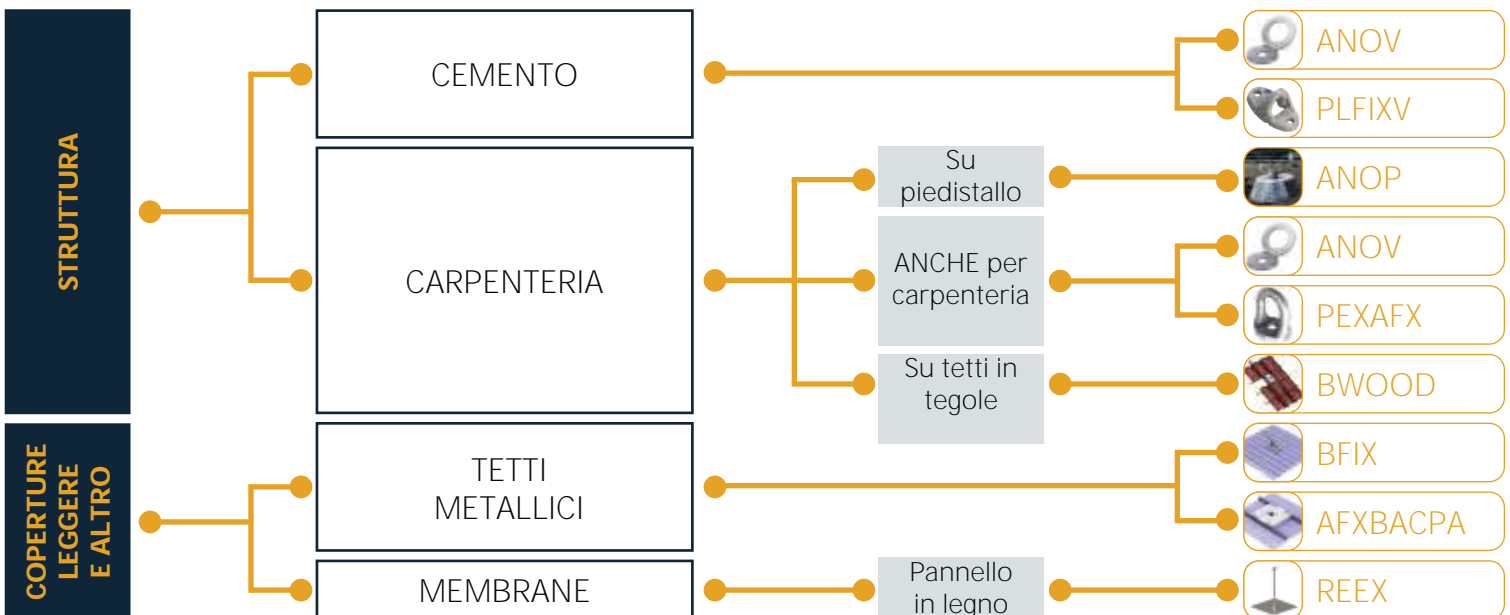 STRUTTURA
CEMENTO
ANOV
PLFIXV
CARPENTERIA
Su
piedistallo
ANOP
ANCHE per
carpenteria
ANOV
PEXAFX
Su tetti in
tegole
BWOOD
COPERTURE
LEGGERE
E ALTRO
TETTI
METALLICI
BFIX
AFXBACPA
MEMBRANE
Pannello
in legno
REEX